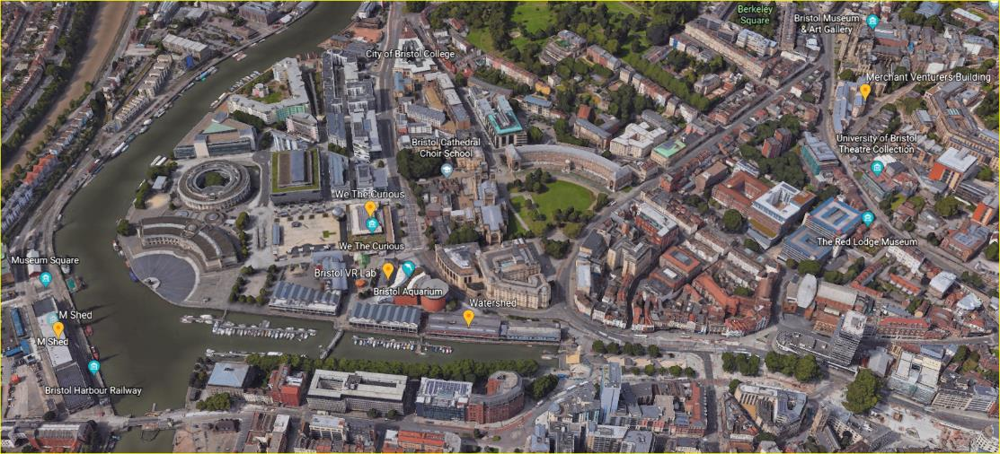 Berkeley
Square
Bristol Museum
& Art Gallery
City of Bristol College
Merchant Venturers Building
Bristol Cathedral
Choir School
University of Bristol
Theatre Collection
We The Curious
We The Curious
The Red Lodge Museum
Museum Square
Bristol VR Lab
Bristol Aquarium
Watershed
M Shed
M Shed
Bristol Harbour Railway